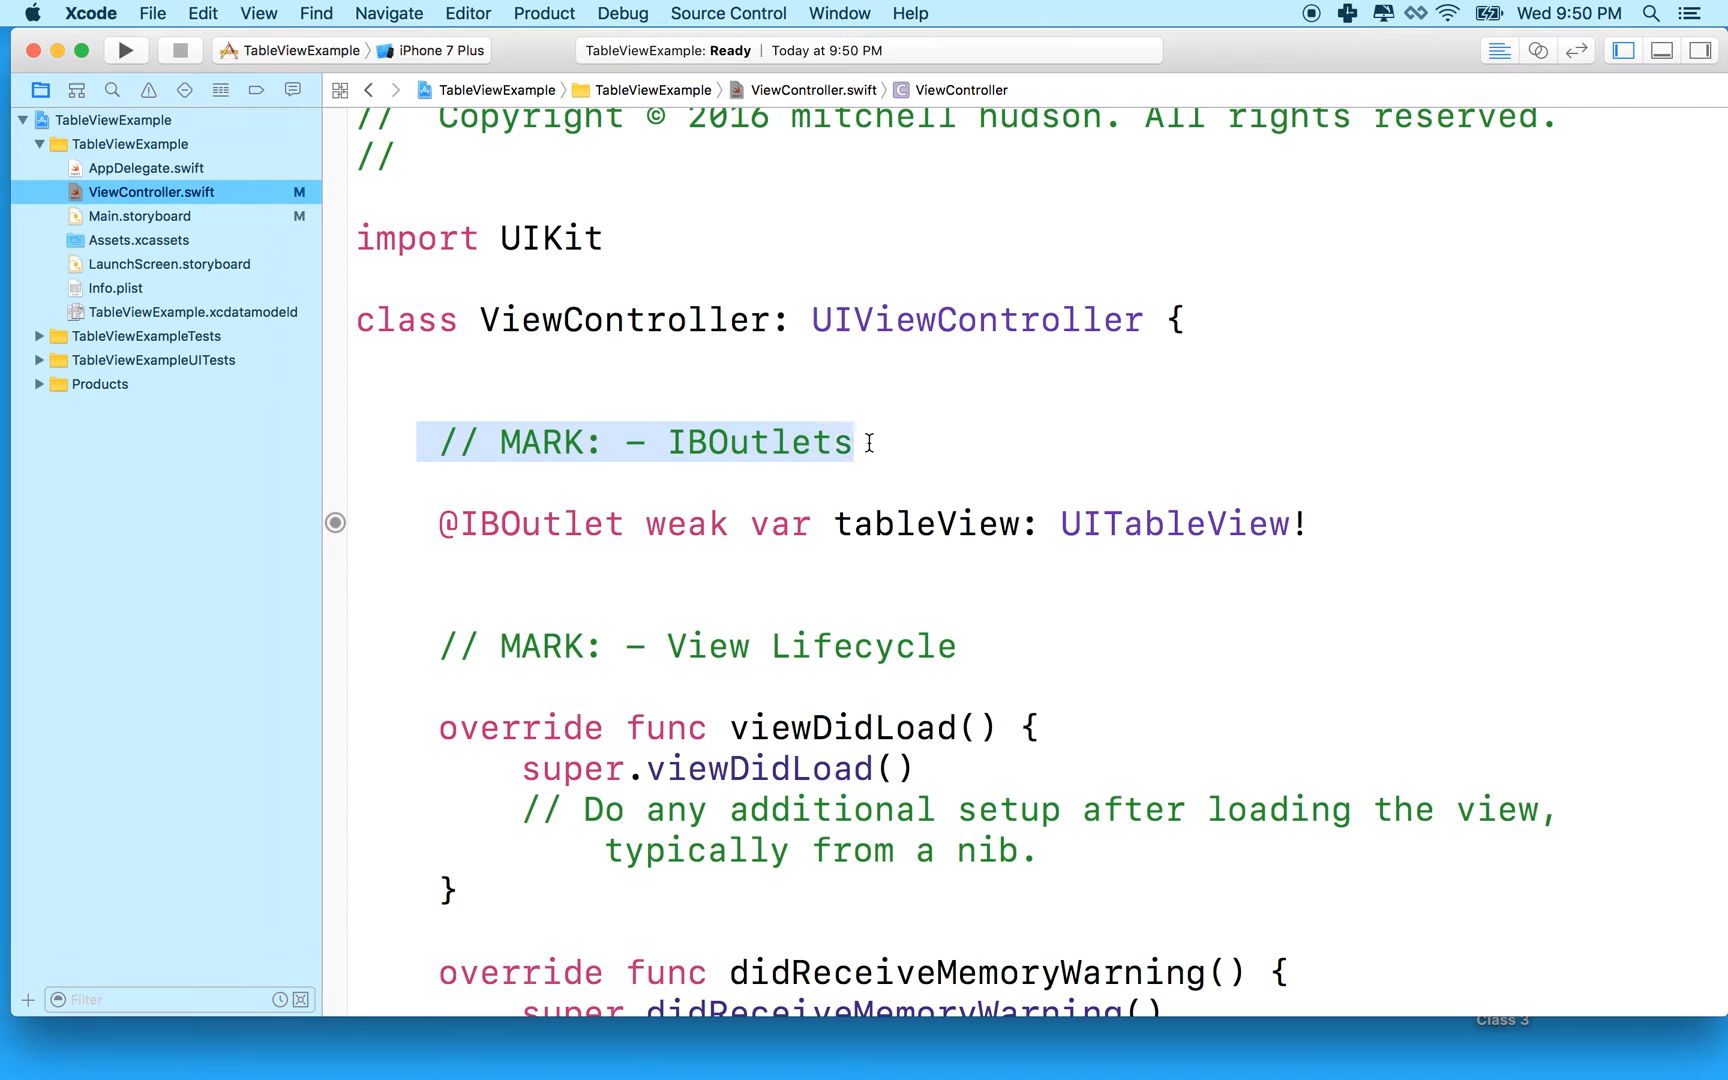 Xcode File Edit View Find Navigate Editor Product Debug Source Control Window Help Wed 9:50 PM
TableViewExample iPhone 7 Plus TableViewExample: Ready | Today at 9:50 PM
TableViewExample TableViewExample ViewController.swift C ViewController
TableViewExample
TableViewExample
AppDelegate.swift
ViewController.swift M
Main.storyboard M
Assets.xcassets
LaunchScreen.storyboard
Info.plist
TableViewExample.xcdatamodeld
TableViewExampleTests
TableViewExampleUITests
Products
Filter
// Copyright © 2016 mitchell hudson. All rights reserved.
//
import UIKit
class ViewController: UIViewController {
// MARK: - IBOutlets
@IBOutlet weak var tableView: UITableView!
// MARK: - View Lifecycle
override func viewDidLoad() {
super.viewDidLoad()
// Do any additional setup after loading the view,
typically from a nib.
}
override func didReceiveMemoryWarning() {
super.didReceiveMemoryWarning()
Class 3